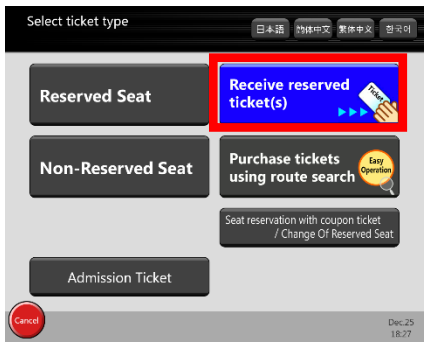 Select ticket type
日本語 简体中文 繁体中文 한국어
Reserved Seat
Receive reserved
ticket(s)
Ticket
Non-Reserved Seat
Purchase tickets
using route search
Easy
Operation
Seat reservation with coupon ticket
/ Change Of Reserved Seat
Admission Ticket
Cancel
Dec.25
18:27